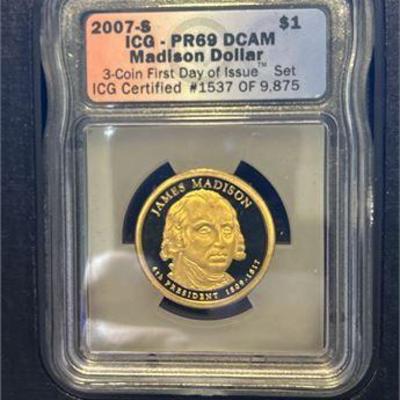 2007-S $1
ICG - PR69 DCAM
Madison Dollar
3-Coin First Day of Issue™ Set
ICG Certified #1537 OF 9,875
JAMES MADISON
4th PRESIDENT 1809-1817